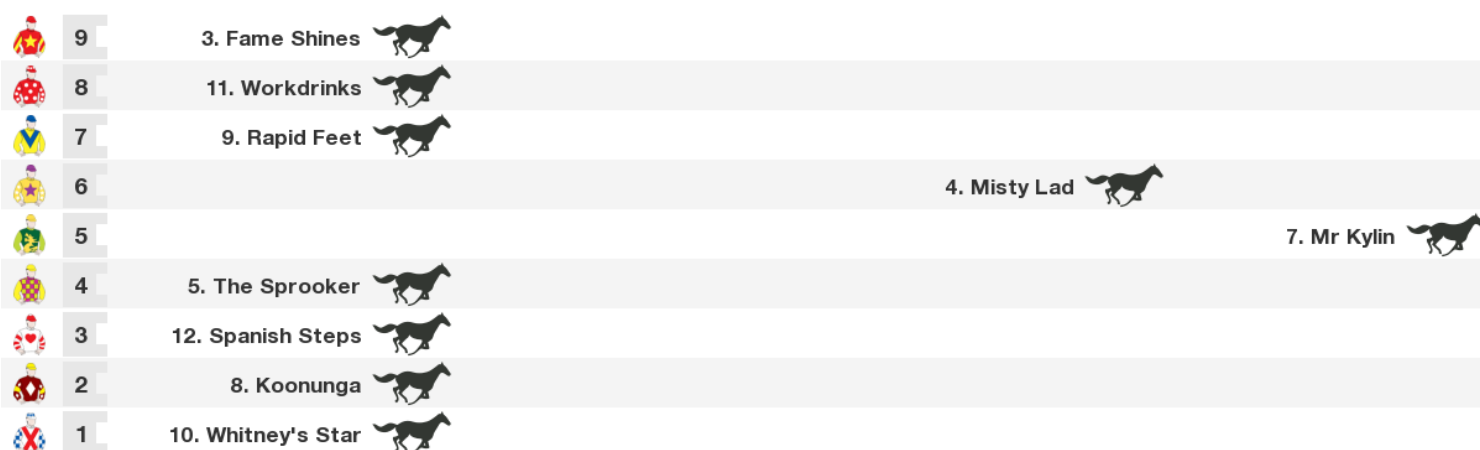 9 3. Fame Shines
8 11. Workdrinks
7 9. Rapid Feet
6 4. Misty Lad
5 7. Mr Kylin
4 5. The Sprooker
3 12. Spanish Steps
2 8. Koonunga
1 10. Whitney's Star